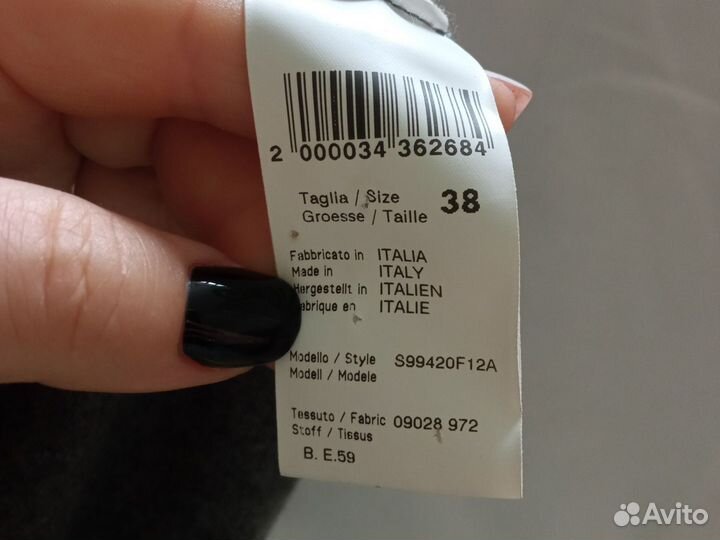 2 000034 362684
Taglia / Size 38
Groesse / Taille
Fabbricato in ITALIA
Made in ITALY
Hergestellt in ITALIEN
Fabrique en ITALIE
Modello / Style S99420F12A
Modell / Modele
Tessuto / Fabric 09028 972
Stoff / Tissus
B. E.59
Avito